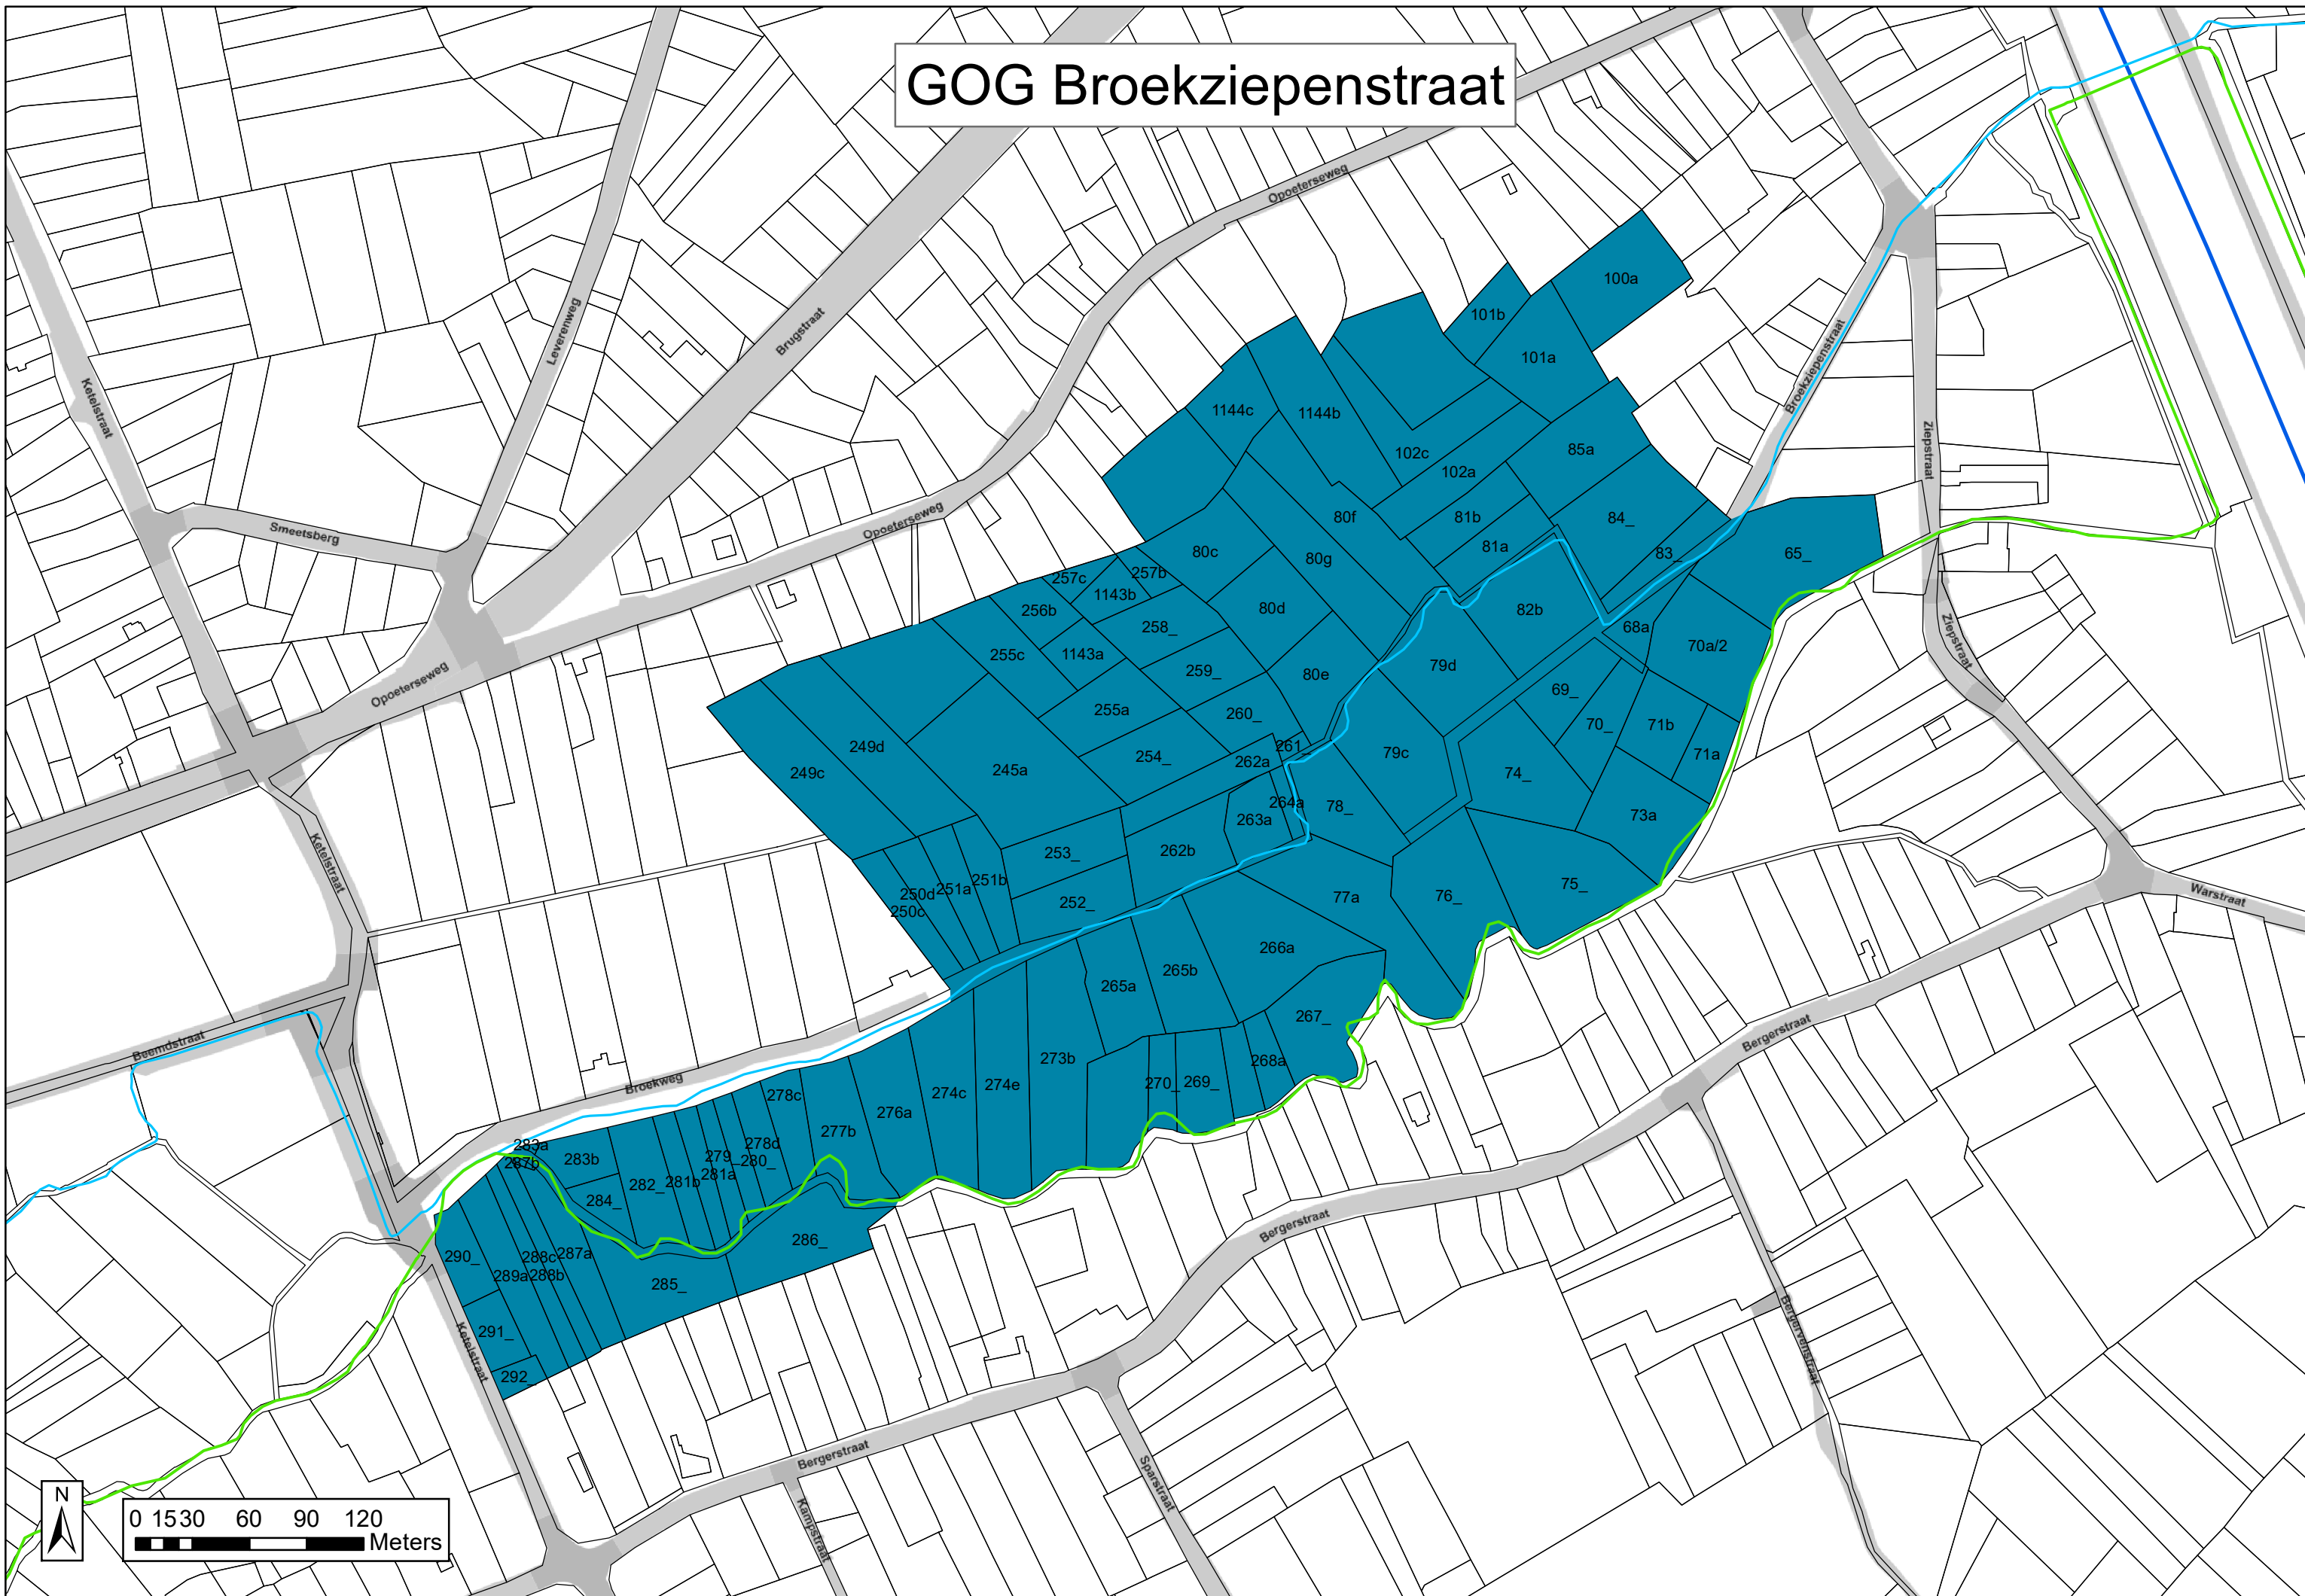 GOG Broekziepenstraat
Opoeterseweg
100a
101b
101a
Levenenweg
Brugstraat
Broekziepenstraat
Ketelstraat
1144c
1144b
102c
102a
85a
Ziepstraat
Smeetsberg
Opoeterseweg
80f
81b
81a
84_
83_
65_
80c
80g
257c
257b
1143b
256b
80d
82b
258_
68a
70a/2
Ziepstraat
255c
1143a
259_
80e
79d
69_
Opoeterseweg
255a
260_
70_
71b
71a
249d
249c
245a
254_
261_
262a
79c
74_
264a
263a
78_
73a
Ketelstraat
253_
262b
250d
251a
251b
250c
252_
77a
76_
75_
Warstraat
266a
265b
265a
267_
Beemdstraat
Bergerstraat
Broekweg
273b
274e
274c
268a
270_
269_
278c
276a
277b
278d
283a
287b
283b
279_
280_
281a
281b
282_
284_
286_
290_
288c
287a
289a
288b
285_
Bergerstraat
291_
292_
Ketelstraat
Bergervenstraat
Bergerstraat
Sparstraat
Kampstraat
N
0 15 30 60 90 120
Meters